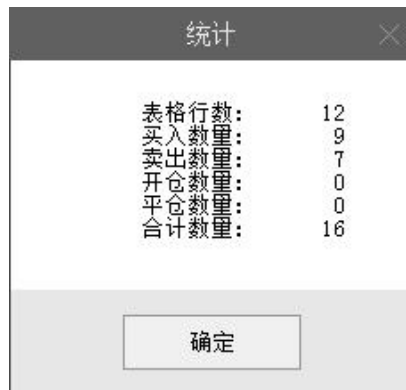 统计
表格行数: 12
买入数量: 9
卖出数量: 7
开仓数量: 0
平仓数量: 0
合计数量: 16
确定